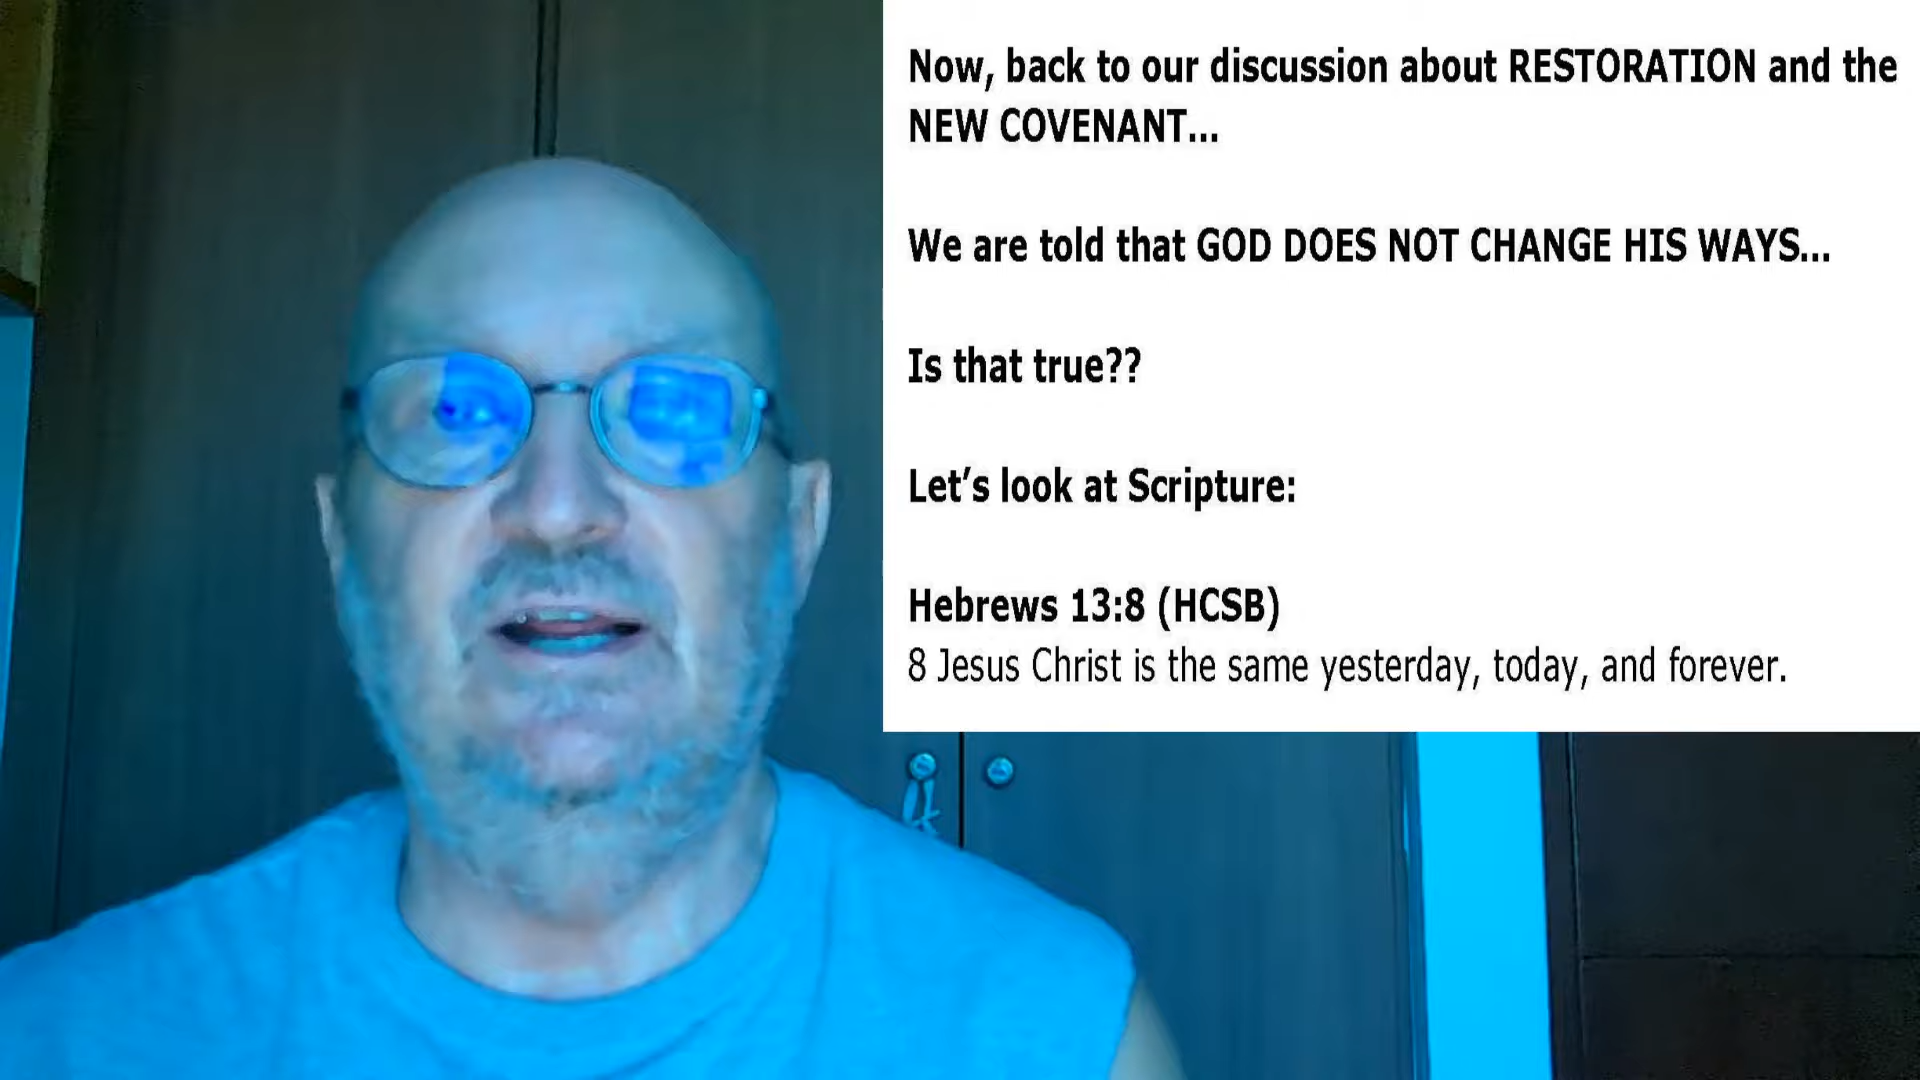 Now, back to our discussion about RESTORATION and the
NEW COVENANT...
We are told that GOD DOES NOT CHANGE HIS WAYS...
Is that true??
Let’s look at Scripture:
Hebrews 13:8 (HCSB)
8 Jesus Christ is the same yesterday, today, and forever.